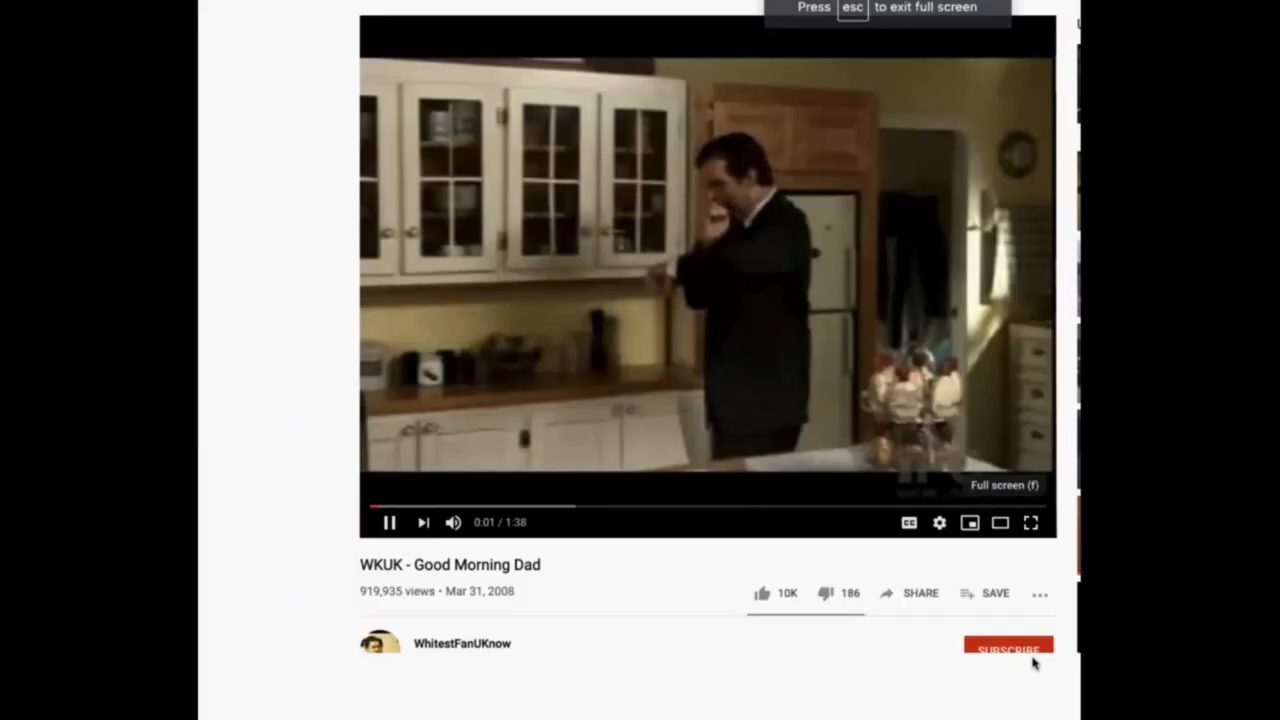 Press esc to exit full screen
Full screen (f)
0:01 / 1:38
CC
WKUK - Good Morning Dad
919,935 views • Mar 31, 2008
10K 186 SHARE SAVE
WhitestFanUKnow
SUBSCRIBE